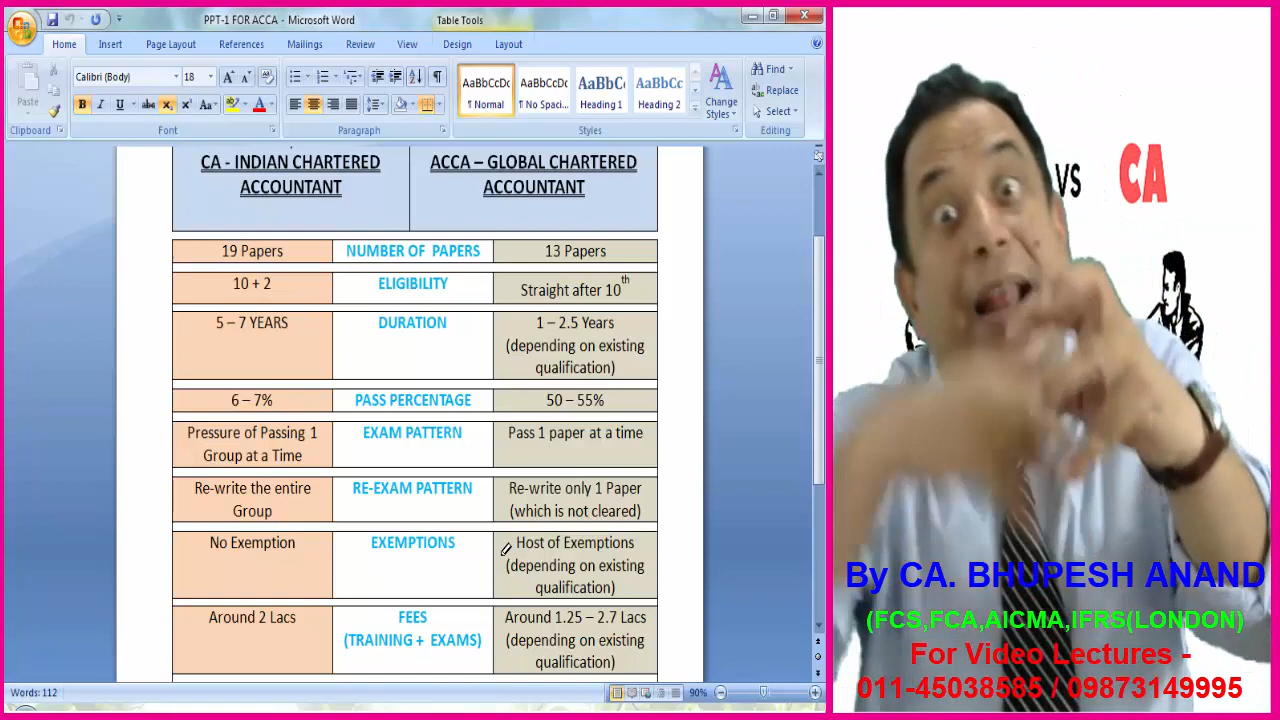 PPT-1 FOR ACCA - Microsoft Word
Table Tools
Home Insert Page Layout References Mailings Review View Design Layout
Paste
Calibri (Body) 18
Clipboard
Font
Paragraph
AaBbCcDc AaBbCcDc AaBbC AaBbCc
¶ Normal ¶ No Spaci... Heading 1 Heading 2
Change Styles
Styles
Find
Replace
Select
Editing
CA - INDIAN CHARTERED
ACCOUNTANT
ACCA – GLOBAL CHARTERED
ACCOUNTANT
19 Papers NUMBER OF PAPERS 13 Papers
10 + 2 ELIGIBILITY Straight after 10th
5 – 7 YEARS DURATION 1 – 2.5 Years
(depending on existing
qualification)
6 – 7% PASS PERCENTAGE 50 – 55%
Pressure of Passing 1 EXAM PATTERN Pass 1 paper at a time
Group at a Time
Re-write the entire RE-EXAM PATTERN Re-write only 1 Paper
Group (which is not cleared)
No Exemption EXEMPTIONS Host of Exemptions
(depending on existing
qualification)
Around 2 Lacs FEES Around 1.25 – 2.7 Lacs
(TRAINING + EXAMS) (depending on existing
qualification)
Words: 112
90%
VS CA
By CA. BHUPESH ANAND
(FCS,FCA,AICMA,IFRS(LONDON)
For Video Lectures -
011-45038585 / 09873149995